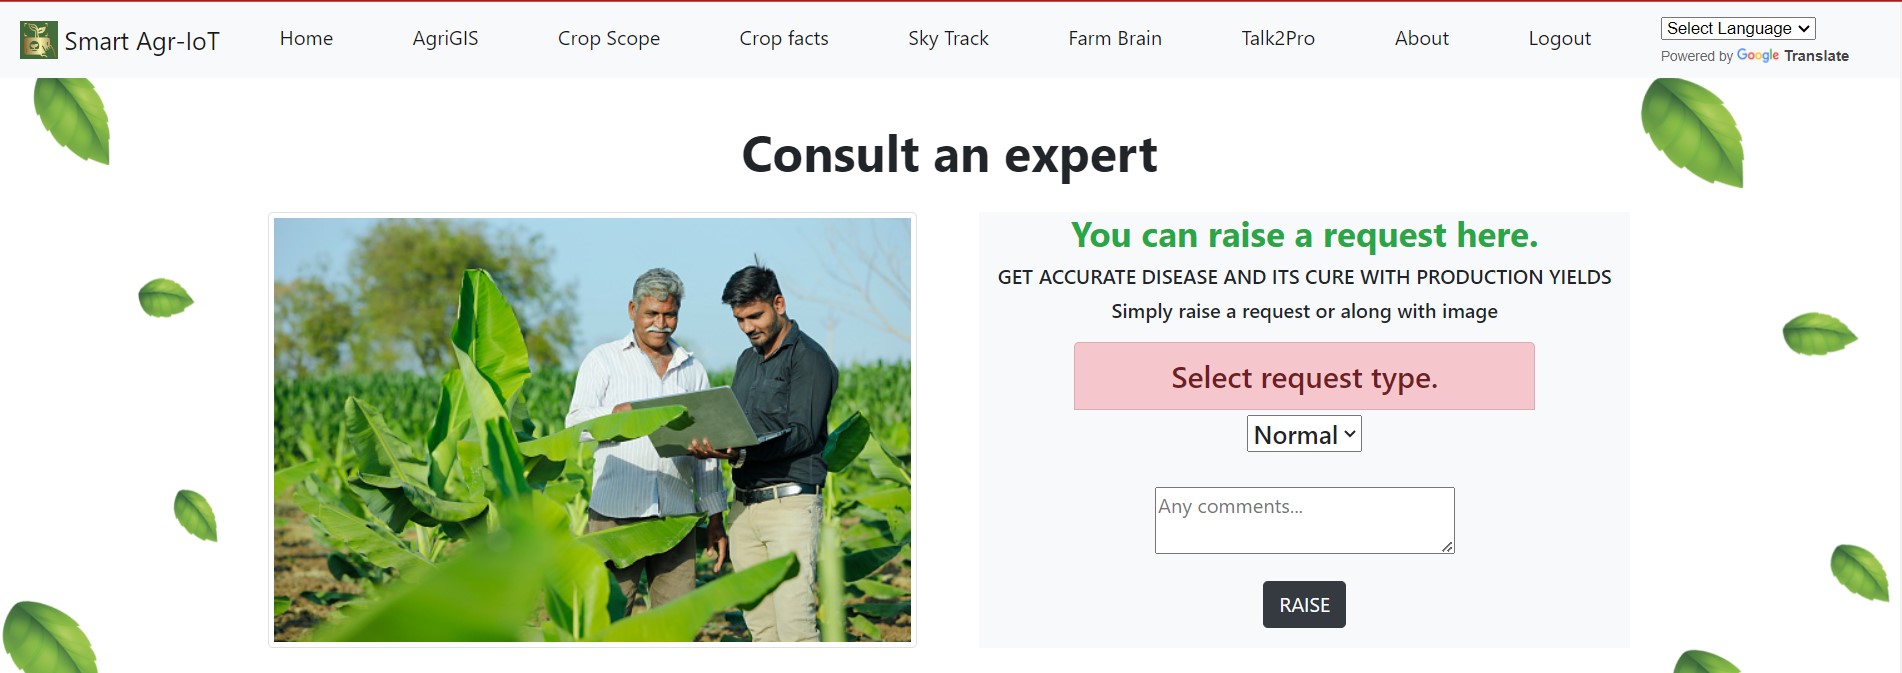 Smart Agr-IoT
Home
AgriGIS
Crop Scope
Crop facts
Sky Track
Farm Brain
Talk2Pro
About
Logout
Select Language
Powered by Google Translate
Consult an expert
You can raise a request here.
GET ACCURATE DISEASE AND ITS CURE WITH PRODUCTION YIELDS
Simply raise a request or along with image
Select request type.
Normal
Any comments...
RAISE